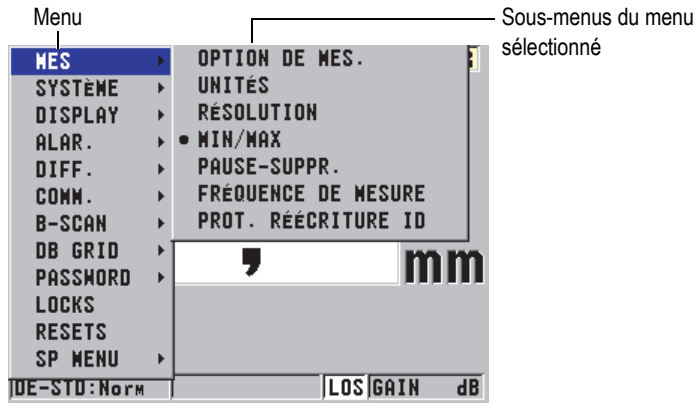 Menu
Sous-menus du menu
sélectionné
MES
SYSTÈME
DISPLAY
ALAR.
DIFF.
COMM.
B-SCAN
DB GRID
PASSWORD
LOCKS
RESETS
SP MENU
OPTION DE MES.
UNITéS
RéSOLUTION
MIN/MAX
PAUSE-SUPPR.
FRéQUENCE DE MESURE
PROT. RééCRITURE ID
, mm
DE-STD:NORM
LOS GAIN dB